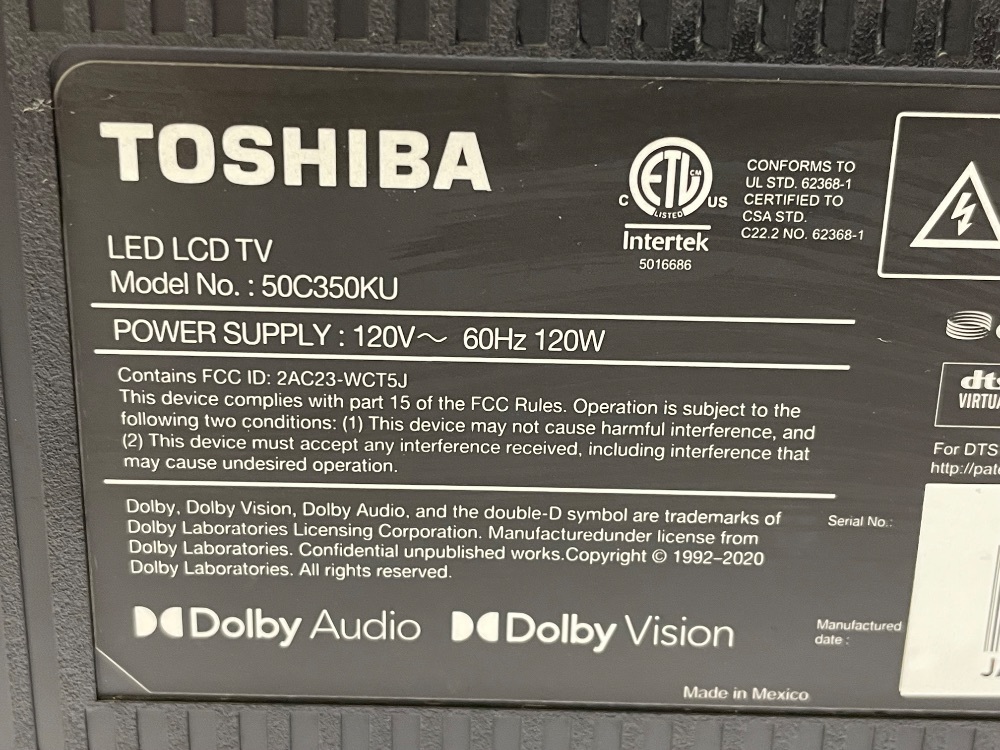 TOSHIBA
LED LCD TV
Model No. : 50C350KU
POWER SUPPLY : 120V～ 60Hz 120W
Contains FCC ID: 2AC23-WCT5J
This device complies with part 15 of the FCC Rules. Operation is subject to the
following two conditions: (1) This device may not cause harmful interference, and
(2) This device must accept any interference received, including interference that
may cause undesired operation.
Dolby, Dolby Vision, Dolby Audio, and the double-D symbol are trademarks of
Dolby Laboratories Licensing Corporation. Manufacturedunder license from
Dolby Laboratories. Confidential unpublished works.Copyright © 1992–2020
Dolby Laboratories. All rights reserved.
Dolby Audio Dolby Vision
C ETL CM US
LISTED
Intertek
5016686
CONFORMS TO
UL STD. 62368-1
CERTIFIED TO
CSA STD.
C22.2 NO. 62368-1
dts
VIRTUA
For DTS
http://pate
Serial No.:
Manufactured
date :
Made in Mexico